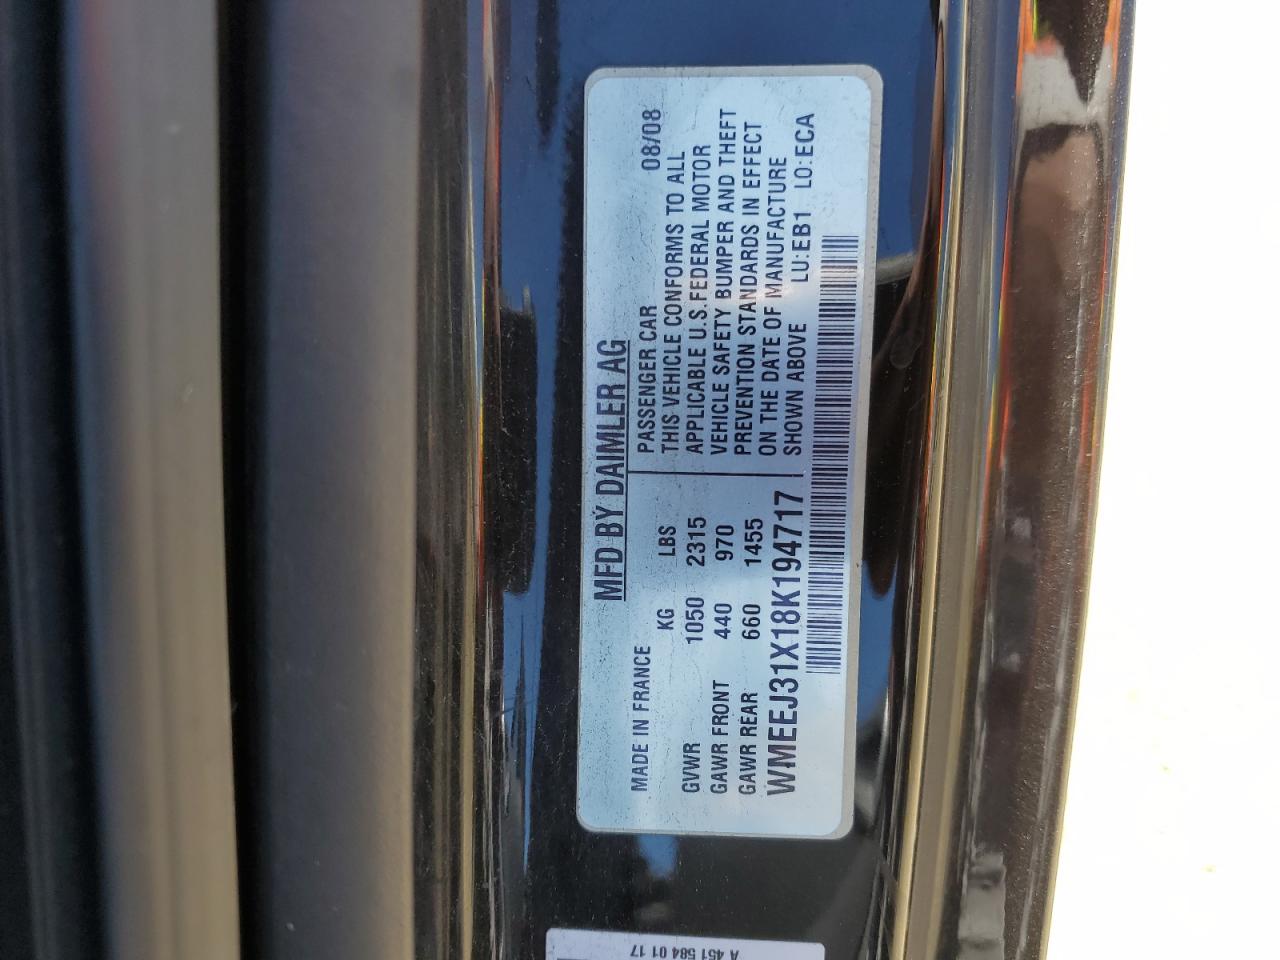 MFD BY DAIMLER AG
MADE IN FRANCE
KG LBS
GVWR 1050 2315
GAWR FRONT 440 970
GAWR REAR 660 1455
PASSENGER CAR 08/08
THIS VEHICLE CONFORMS TO ALL
APPLICABLE U.S.FEDERAL MOTOR
VEHICLE SAFETY BUMPER AND THEFT
PREVENTION STANDARDS IN EFFECT
ON THE DATE OF MANUFACTURE
SHOWN ABOVE LU:EB1 LO:ECA
WMEEJ31X18K194717
A 451 584 01 17